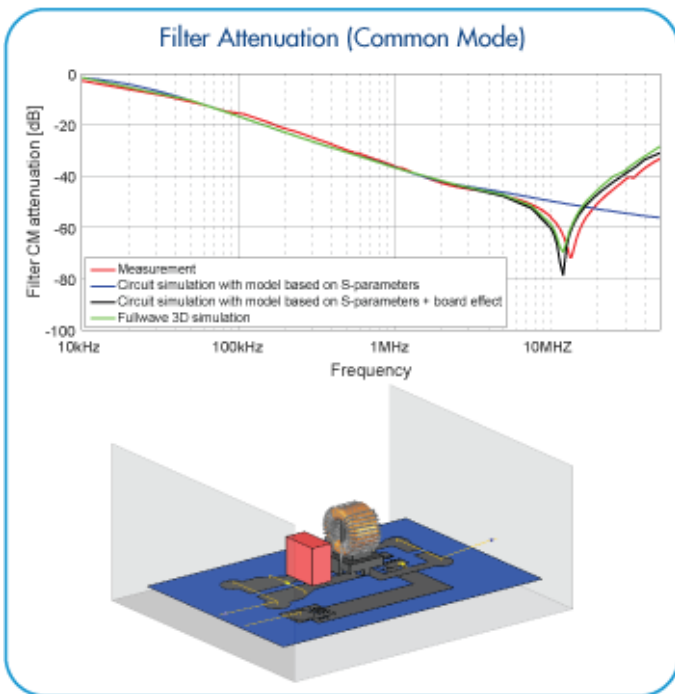 Filter Attenuation (Common Mode)
Filter CM attenuation [dB]
0
-20
-40
-60
-80
-100
Measurement
Circuit simulation with model based on S-parameters
Circuit simulation with model based on S-parameters + board effect
Fullwave 3D simulation
10kHz 100kHz 1MHz 10MHZ
Frequency